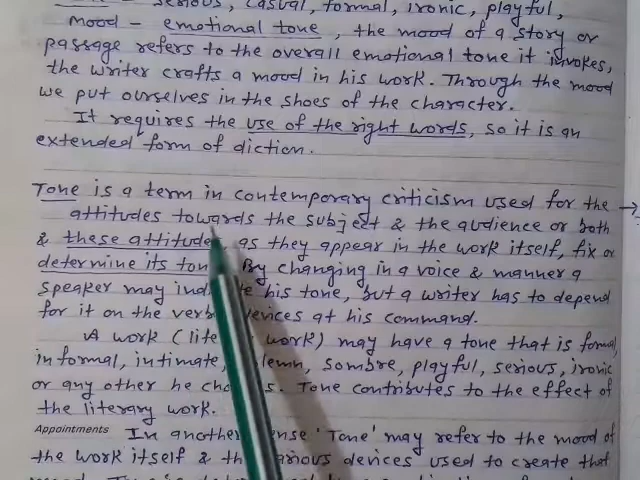 serious, casual, formal, ironic, playful,
Mood - emotional tone, the mood of a story or
passage refers to the overall emotional tone it invokes,
the writer crafts a mood in his work. Through the mood
we put ourselves in the shoes of the character.
It requires the use of the right words, so it is an
extended form of diction.
Tone is a term in contemporary criticism used for the →
attitudes towards the subject & the audience or both
& these attitudes as they appear in the work itself, fix or
determine its ton By changing in a voice & manner a
speaker may ind te his tone, but a writer has to depend
for it on the verb devices at his command.
A work (lite work) may have a tone that is formal,
informal, intimate, lemn, sombre, playful, serious, ironic
or any other he cho s. Tone contributes to the effect of
the literary work.
Appointments In another ense 'Tone' may refer to the mood of
the work itself & th arious devices used to create that